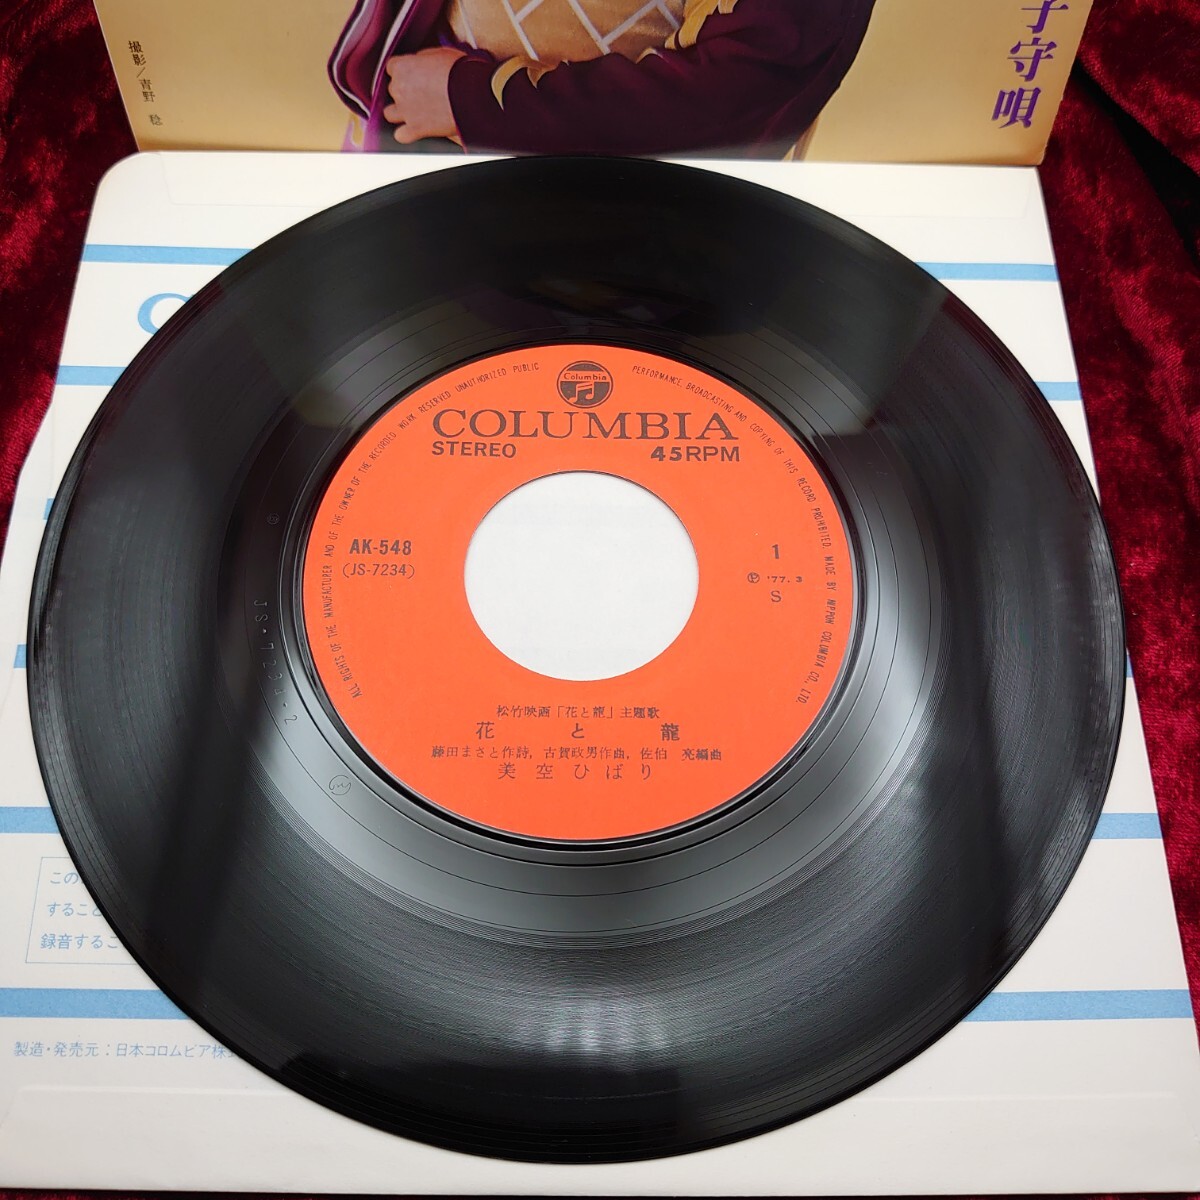 子守唄
撮影/青野 稔
Columbia
COLUMBIA
STEREO 45RPM
AK-548
(JS-7234)
1
Ⓟ '77. 3
S
松竹映画「花と龍」主題歌
花と龍
藤田まさと作詩, 古賀政男作曲, 佐伯 亮編曲
美空ひばり
ALL RIGHTS OF THE MANUFACTURER AND OF THE OWNER OF THE RECORDED WORK RESERVED UNAUTHORIZED PUBLIC PERFORMANCE, BROADCASTING AND COPYING OF THIS RECORD PROHIBITED. MADE BY NIPPON COLUMBIA CO., LTD.
JS-7234-2
この
すること
録音するこ
製造・発売元:日本コロムビア株式